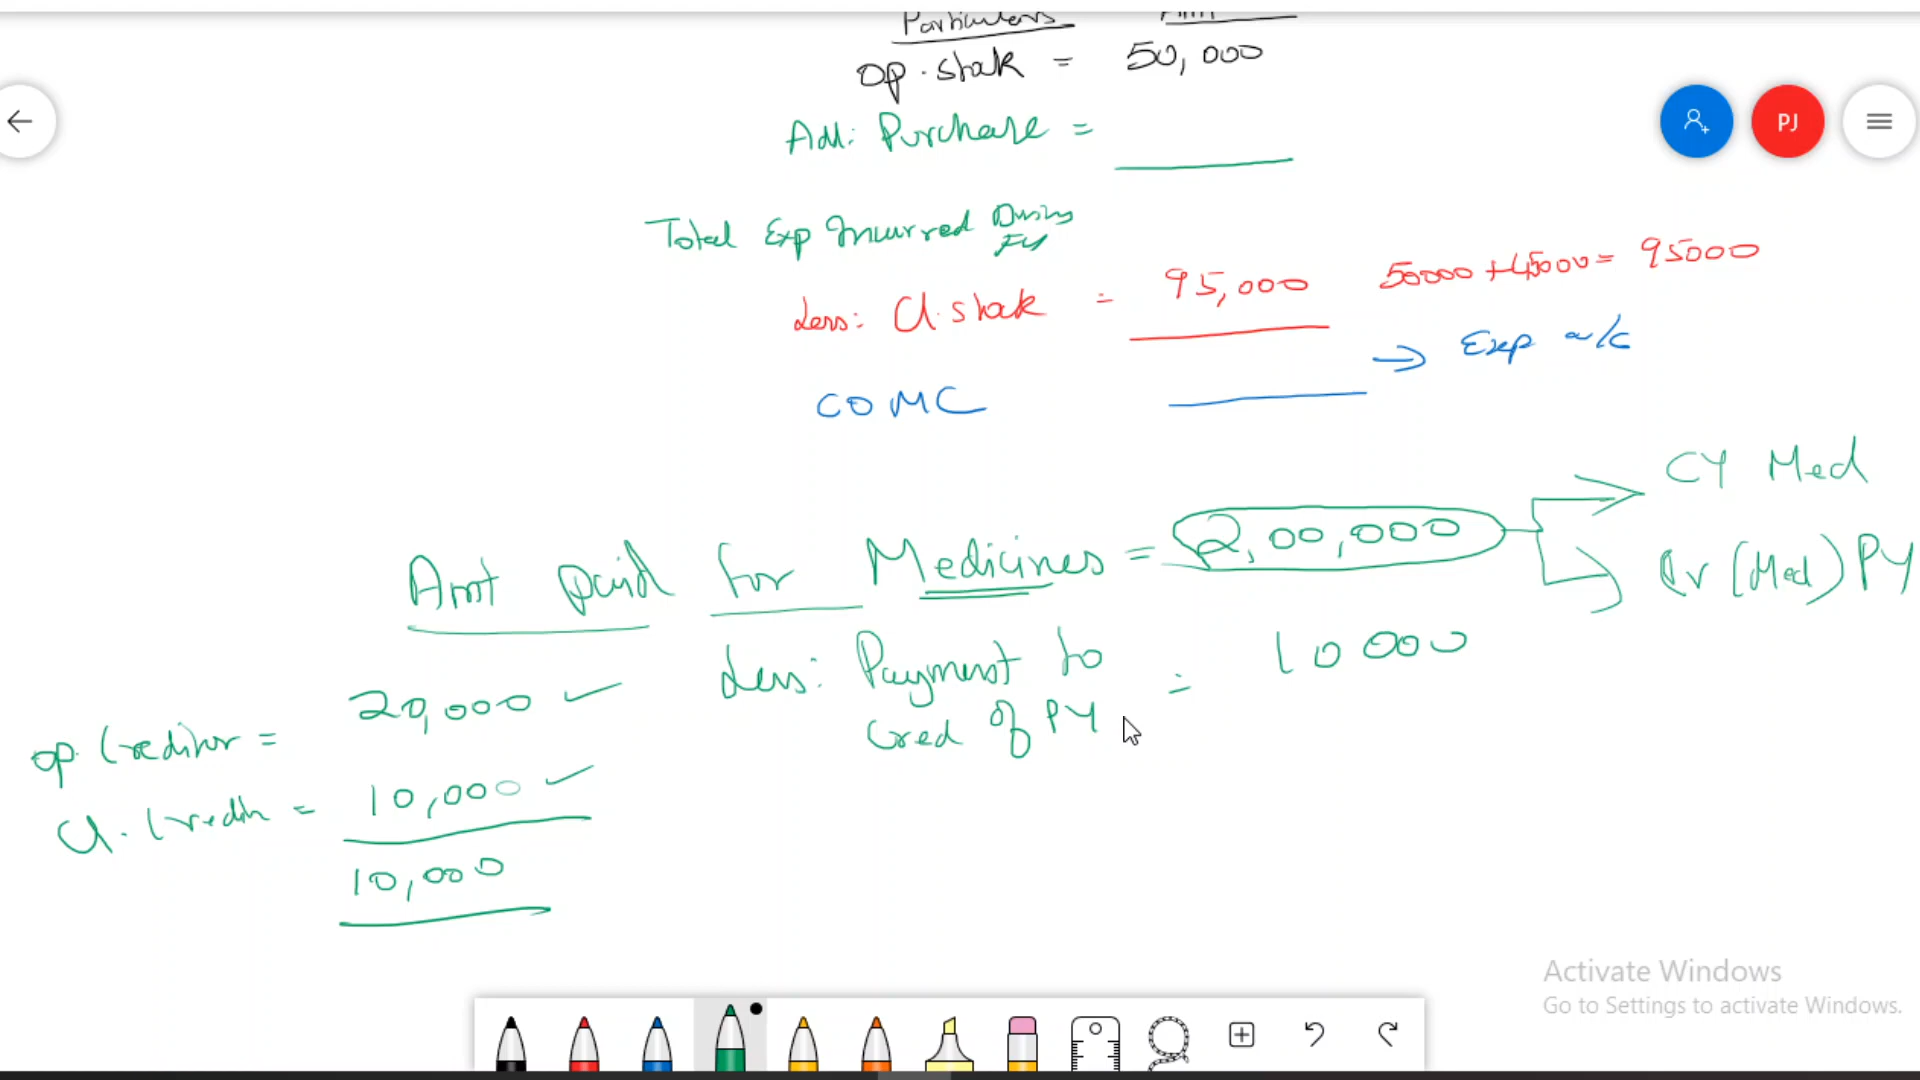 Particulars Amt
Op. Stock = 50,000
Add: Purchase =
Total Exp Incurred During FY
Less: Cl. Stock = 95,000 50000 + 45000 = 95000
COMC → Exp a/c
Amt paid for Medicines = 2,00,000
CY Med
Cr (Med) PY
Less: Payment to Cred of PY = 10000
Op. Creditor = 20,000
Cl. Creditor = 10,000
10,000
PJ
Activate Windows
Go to Settings to activate Windows.